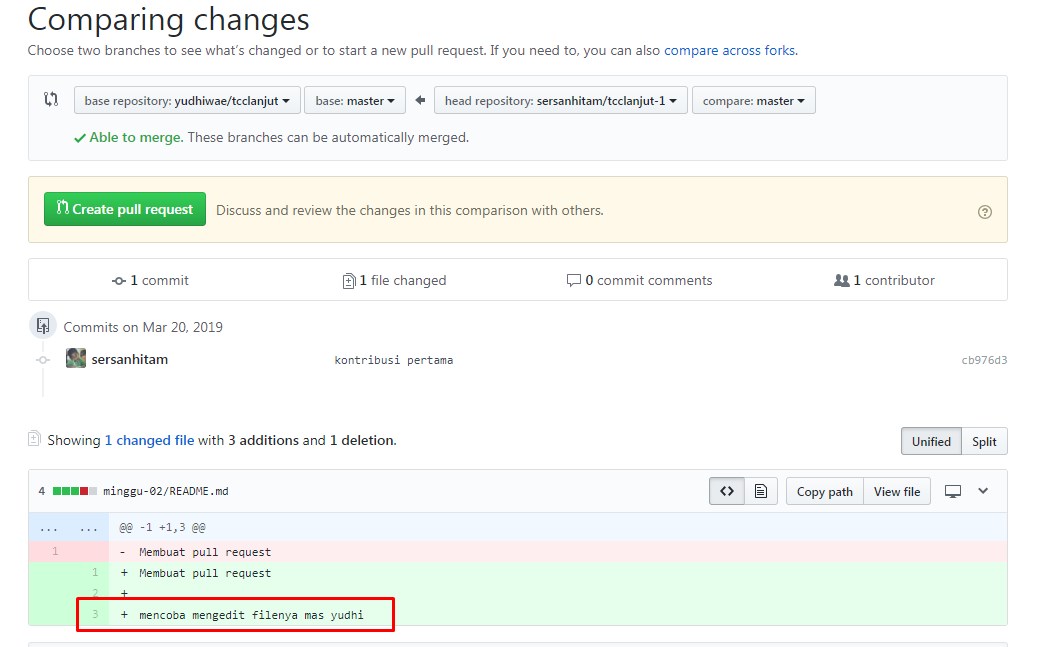 Comparing changes
Choose two branches to see what's changed or to start a new pull request. If you need to, you can also compare across forks.
base repository: yudhiwae/tcclanjut base: master head repository: sersanhitam/tcclanjut-1 compare: master
Able to merge. These branches can be automatically merged.
Create pull request Discuss and review the changes in this comparison with others.
1 commit 1 file changed 0 commit comments 1 contributor
Commits on Mar 20, 2019
sersanhitam kontribusi pertama cb976d3
Showing 1 changed file with 3 additions and 1 deletion. Unified Split
4 minggu-02/README.md <> Copy path View file
... ... @@ -1 +1,3 @@
1 - Membuat pull request
1 + Membuat pull request
2 +
3 + mencoba mengedit filenya mas yudhi